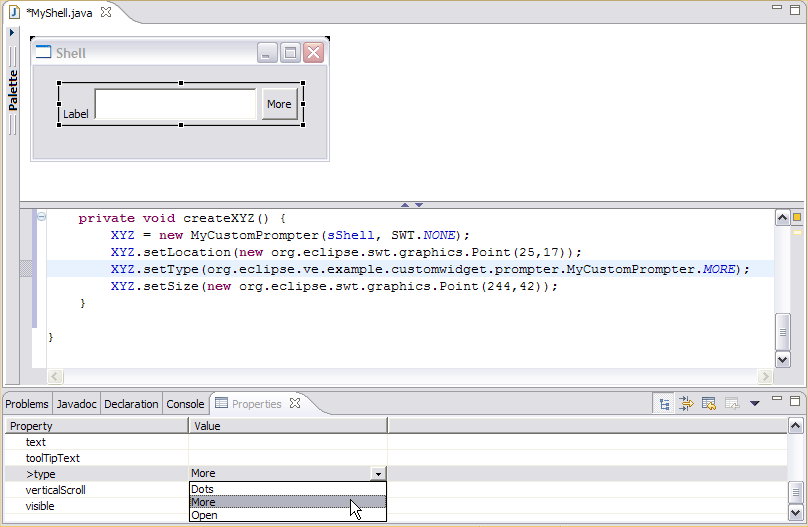 *MyShell.java
Palette
Shell
Label
More
private void createXYZ() {
XYZ = new MyCustomPrompter(sShell, SWT.NONE);
XYZ.setLocation(new org.eclipse.swt.graphics.Point(25,17));
XYZ.setType(org.eclipse.ve.example.customwidget.prompter.MyCustomPrompter.MORE);
XYZ.setSize(new org.eclipse.swt.graphics.Point(244,42));
}
}
Problems Javadoc Declaration Console Properties
Property Value
text
toolTipText
>type More
verticalScroll Dots
More
visible Open